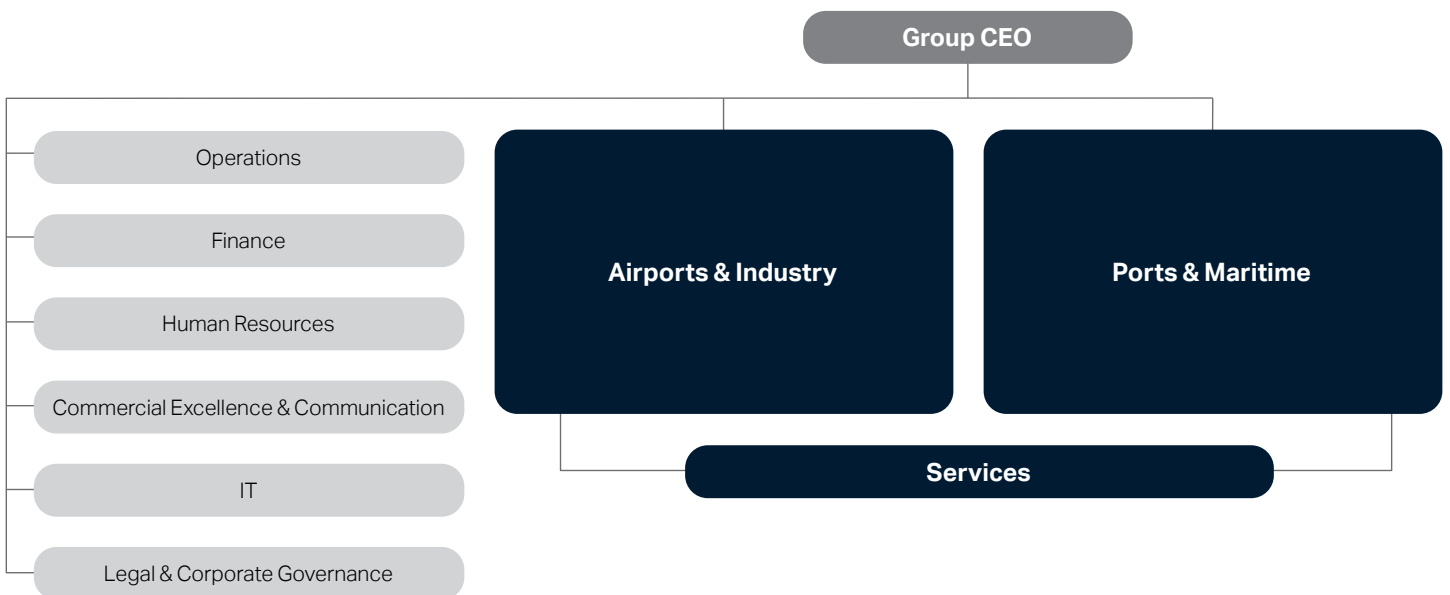 Group CEO
Operations
Finance
Human Resources
Commercial Excellence & Communication
IT
Legal & Corporate Governance
Airports & Industry
Ports & Maritime
Services